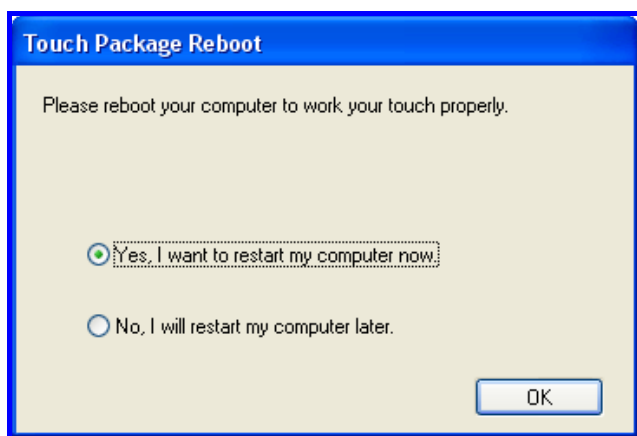 Touch Package Reboot
Please reboot your computer to work your touch properly.
Yes, I want to restart my computer now.
No, I will restart my computer later.
OK